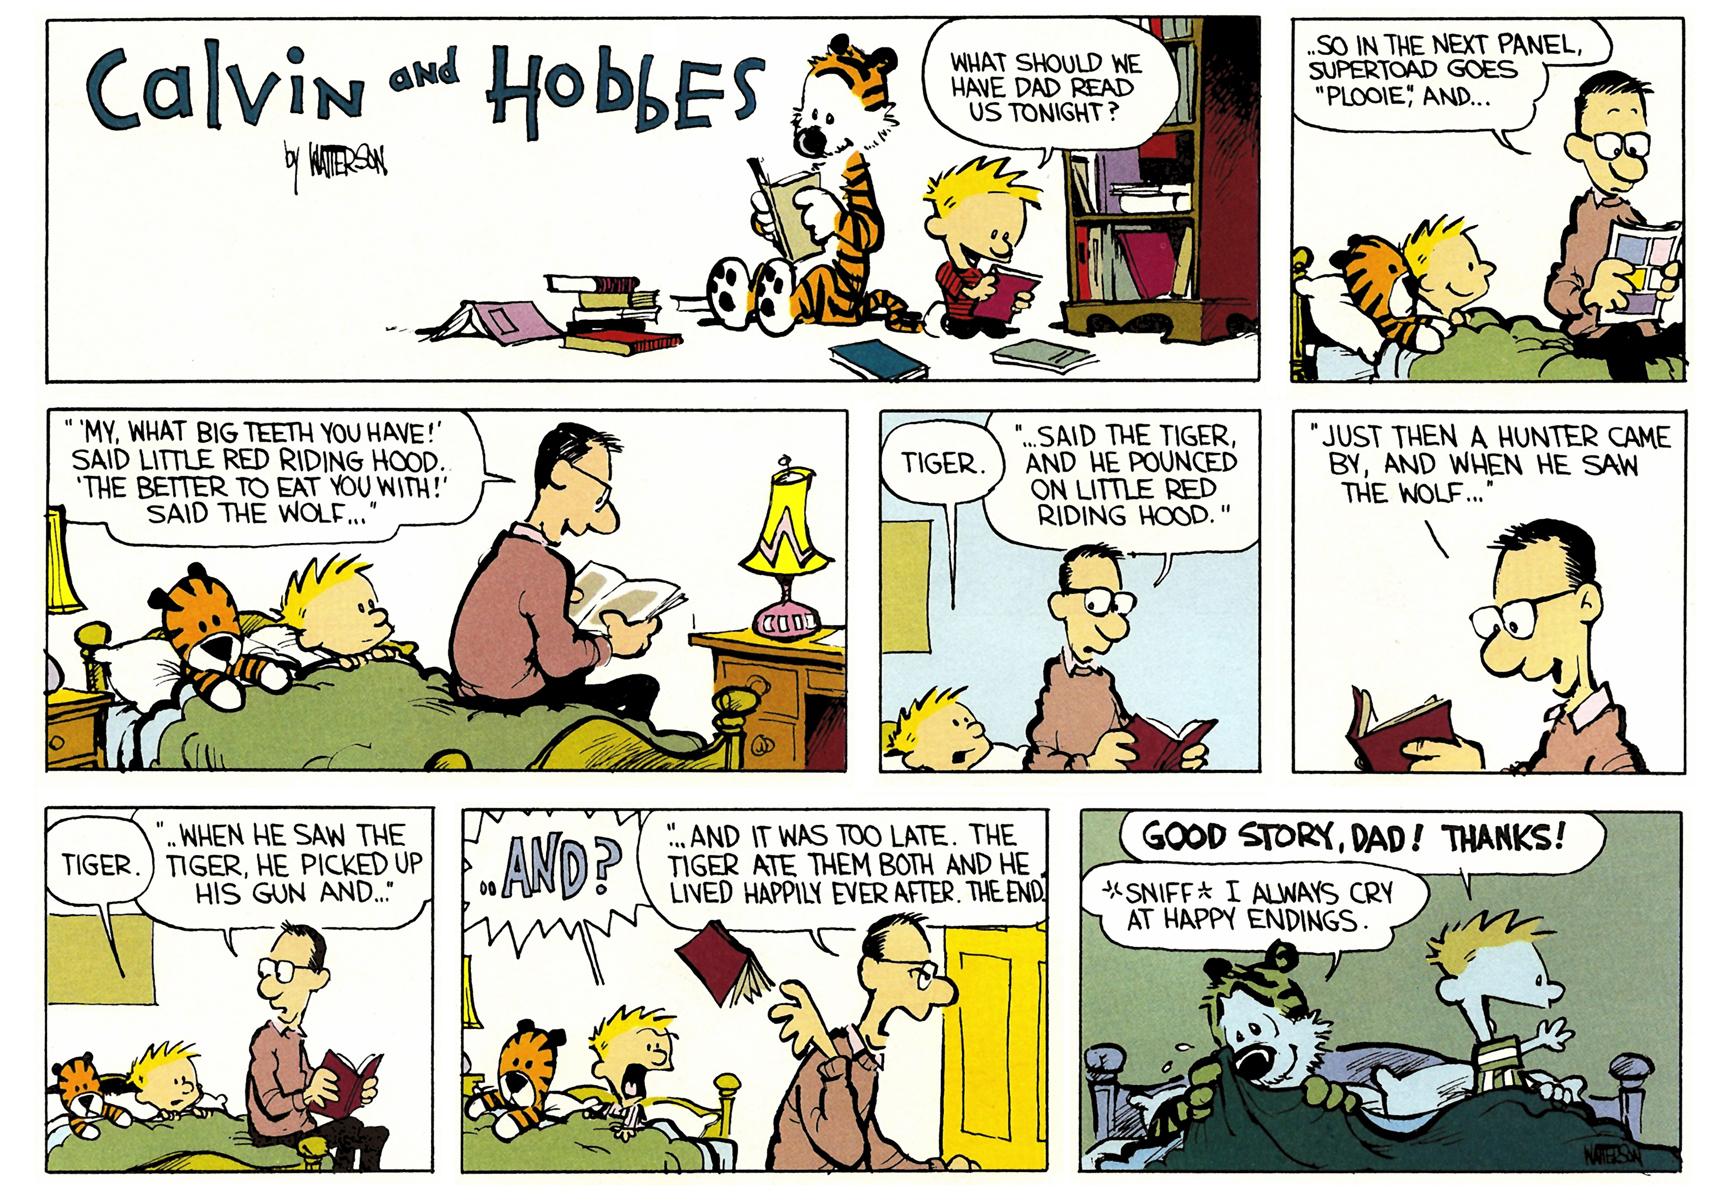 Calvin and Hobbes
by WATTERSON
WHAT SHOULD WE
HAVE DAD READ
US TONIGHT?
..SO IN THE NEXT PANEL,
SUPERTOAD GOES
"PLOOIE", AND...
"'MY, WHAT BIG TEETH YOU HAVE!'
SAID LITTLE RED RIDING HOOD.
'THE BETTER TO EAT YOU WITH!'
SAID THE WOLF..."
TIGER.
"...SAID THE TIGER,
AND HE POUNCED
ON LITTLE RED
RIDING HOOD."
"JUST THEN A HUNTER CAME
BY, AND WHEN HE SAW
THE WOLF..."
TIGER.
"..WHEN HE SAW THE
TIGER, HE PICKED UP
HIS GUN AND..."
..AND?
"...AND IT WAS TOO LATE. THE
TIGER ATE THEM BOTH AND HE
LIVED HAPPILY EVER AFTER. THE END.
GOOD STORY, DAD! THANKS!
*SNIFF* I ALWAYS CRY
AT HAPPY ENDINGS.
WATTERSON